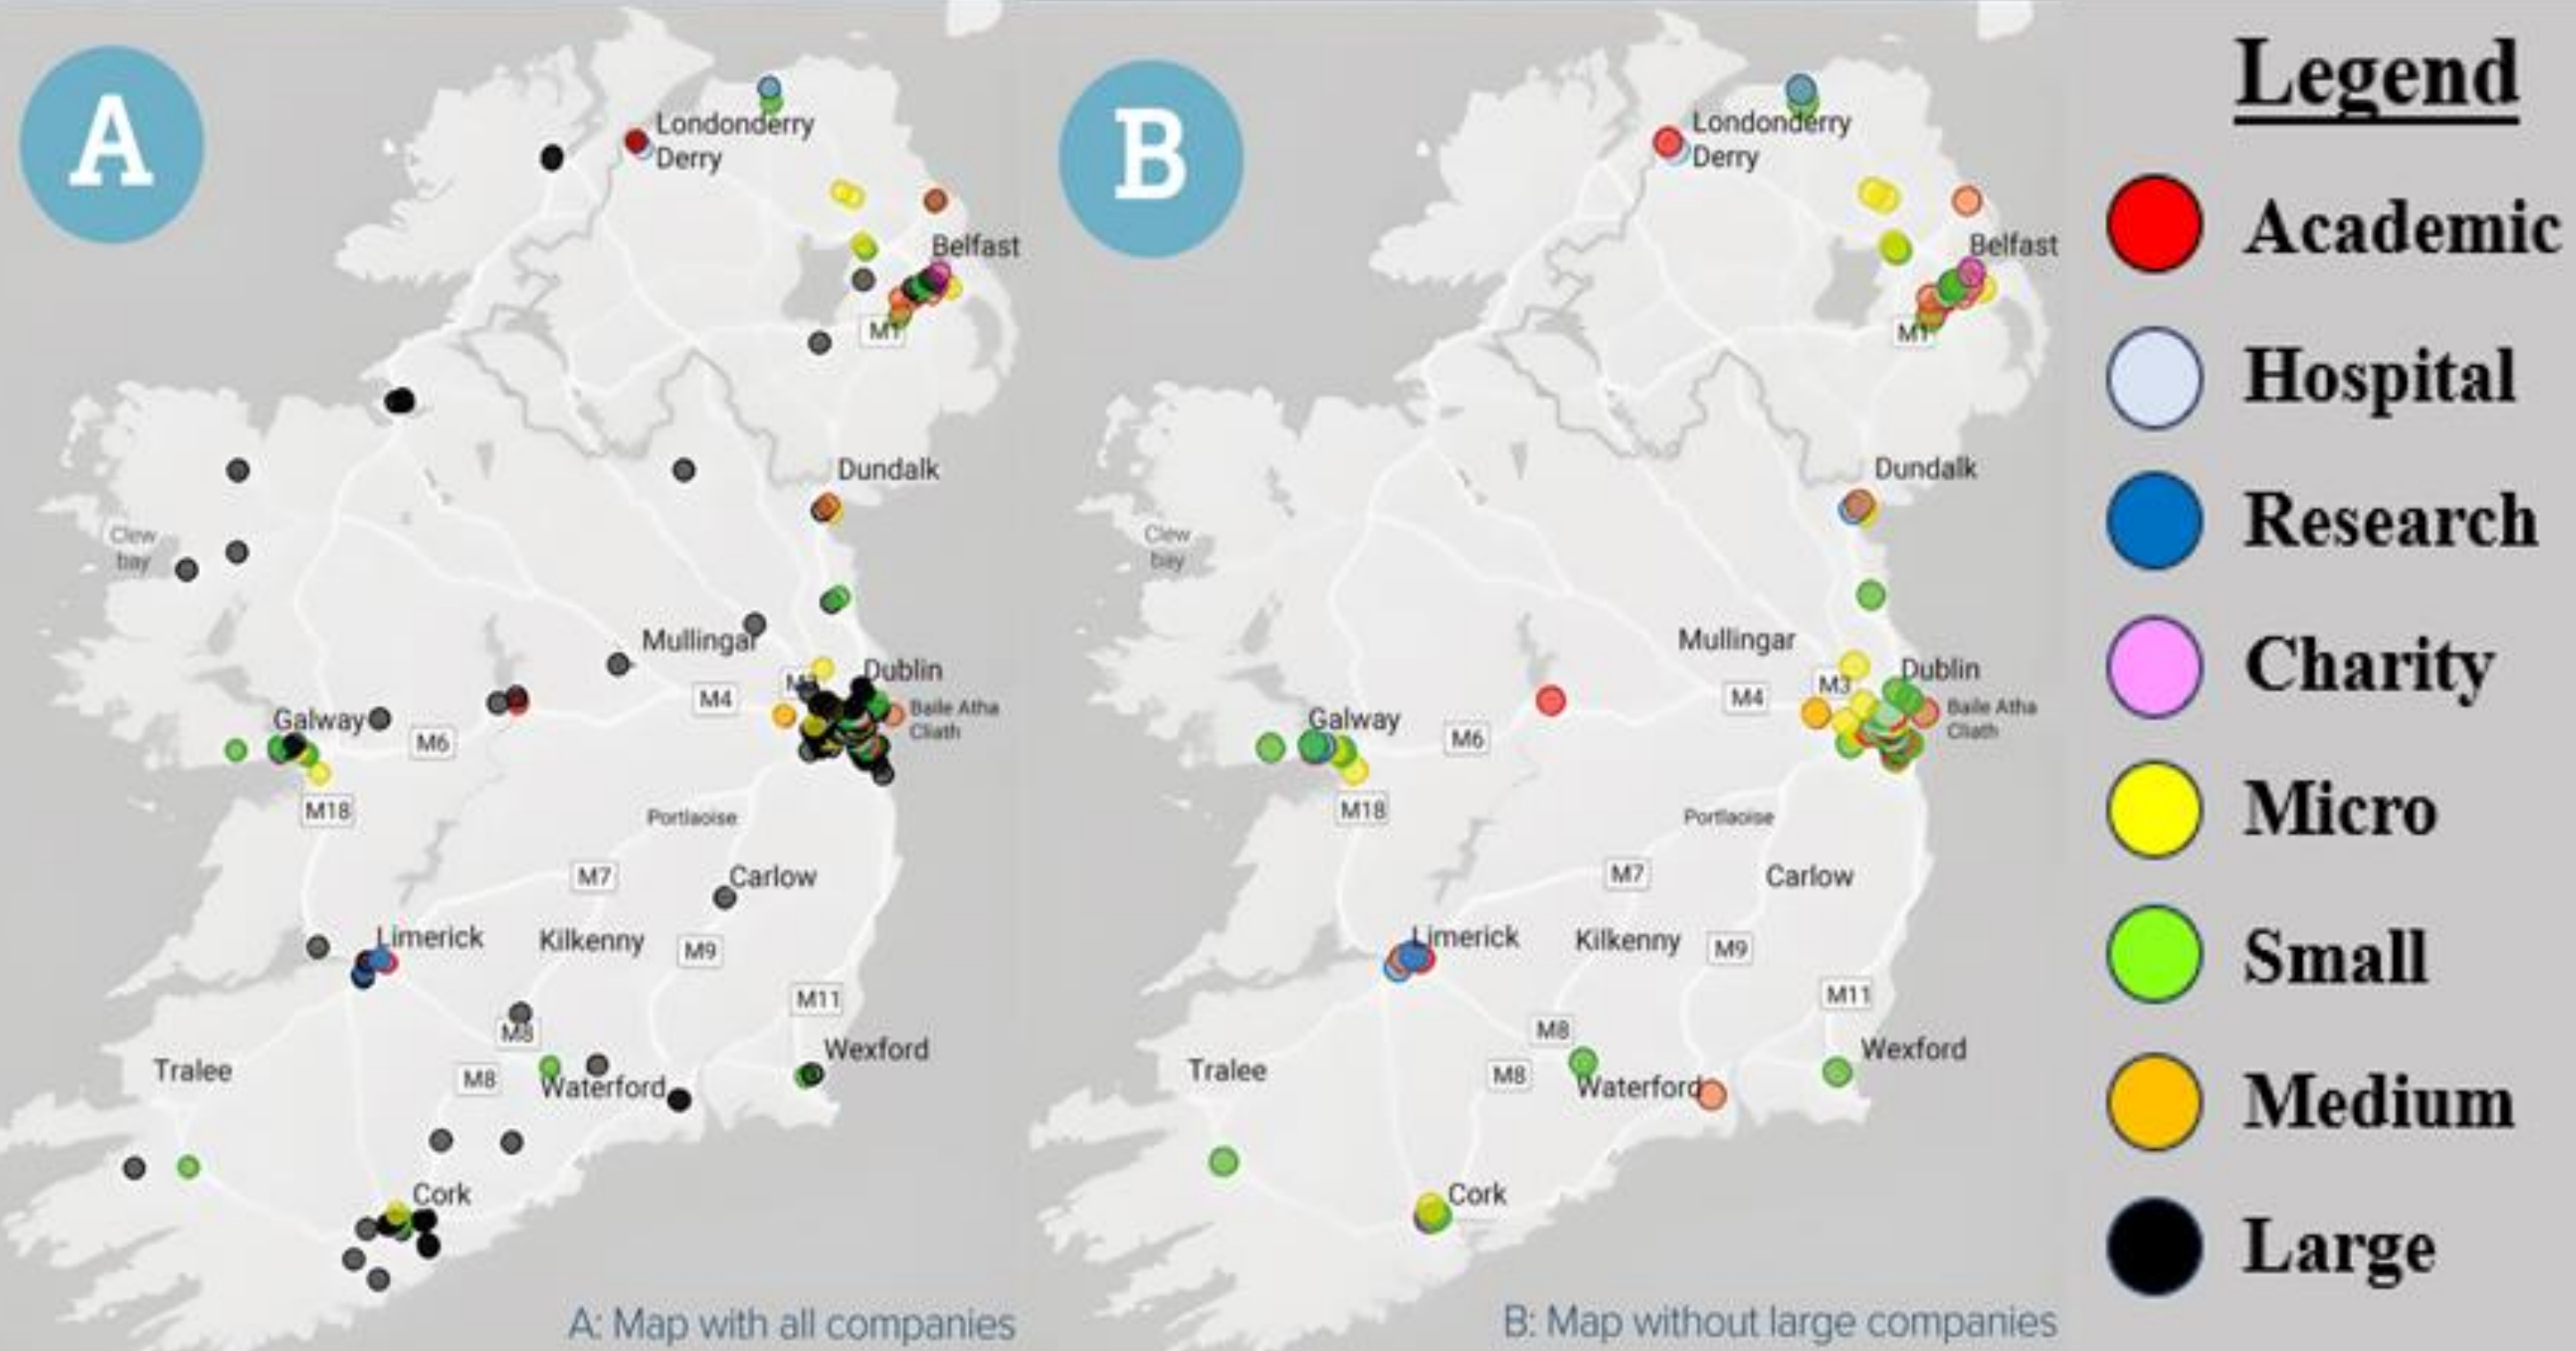 A
Londonderry
Derry
Belfast
M1
Dundalk
Clew
bay
Mullingar
M3
Dublin
M4
Baile Atha
Cliath
Galway
M6
M18
Portlaoise
M7
Carlow
Limerick
Kilkenny
M9
M11
M8
Wexford
Tralee
M8
Waterford
Cork
A: Map with all companies
B
Londonderry
Derry
Belfast
M1
Dundalk
Clew
bay
Mullingar
M3
Dublin
M4
Baile Atha
Cliath
Galway
M6
M18
Portlaoise
M7
Carlow
Limerick
Kilkenny
M9
M11
M8
Wexford
Tralee
M8
Waterford
Cork
B: Map without large companies
Legend
Academic
Hospital
Research
Charity
Micro
Small
Medium
Large